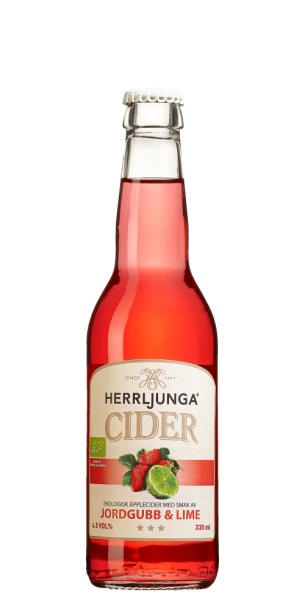 SINCE 1911
HERRLJUNGA®
CIDER
EKOLOGISK ÄPPLECIDER MED SMAK AV
JORDGUBB & LIME
4.5 VOL% 330 ml